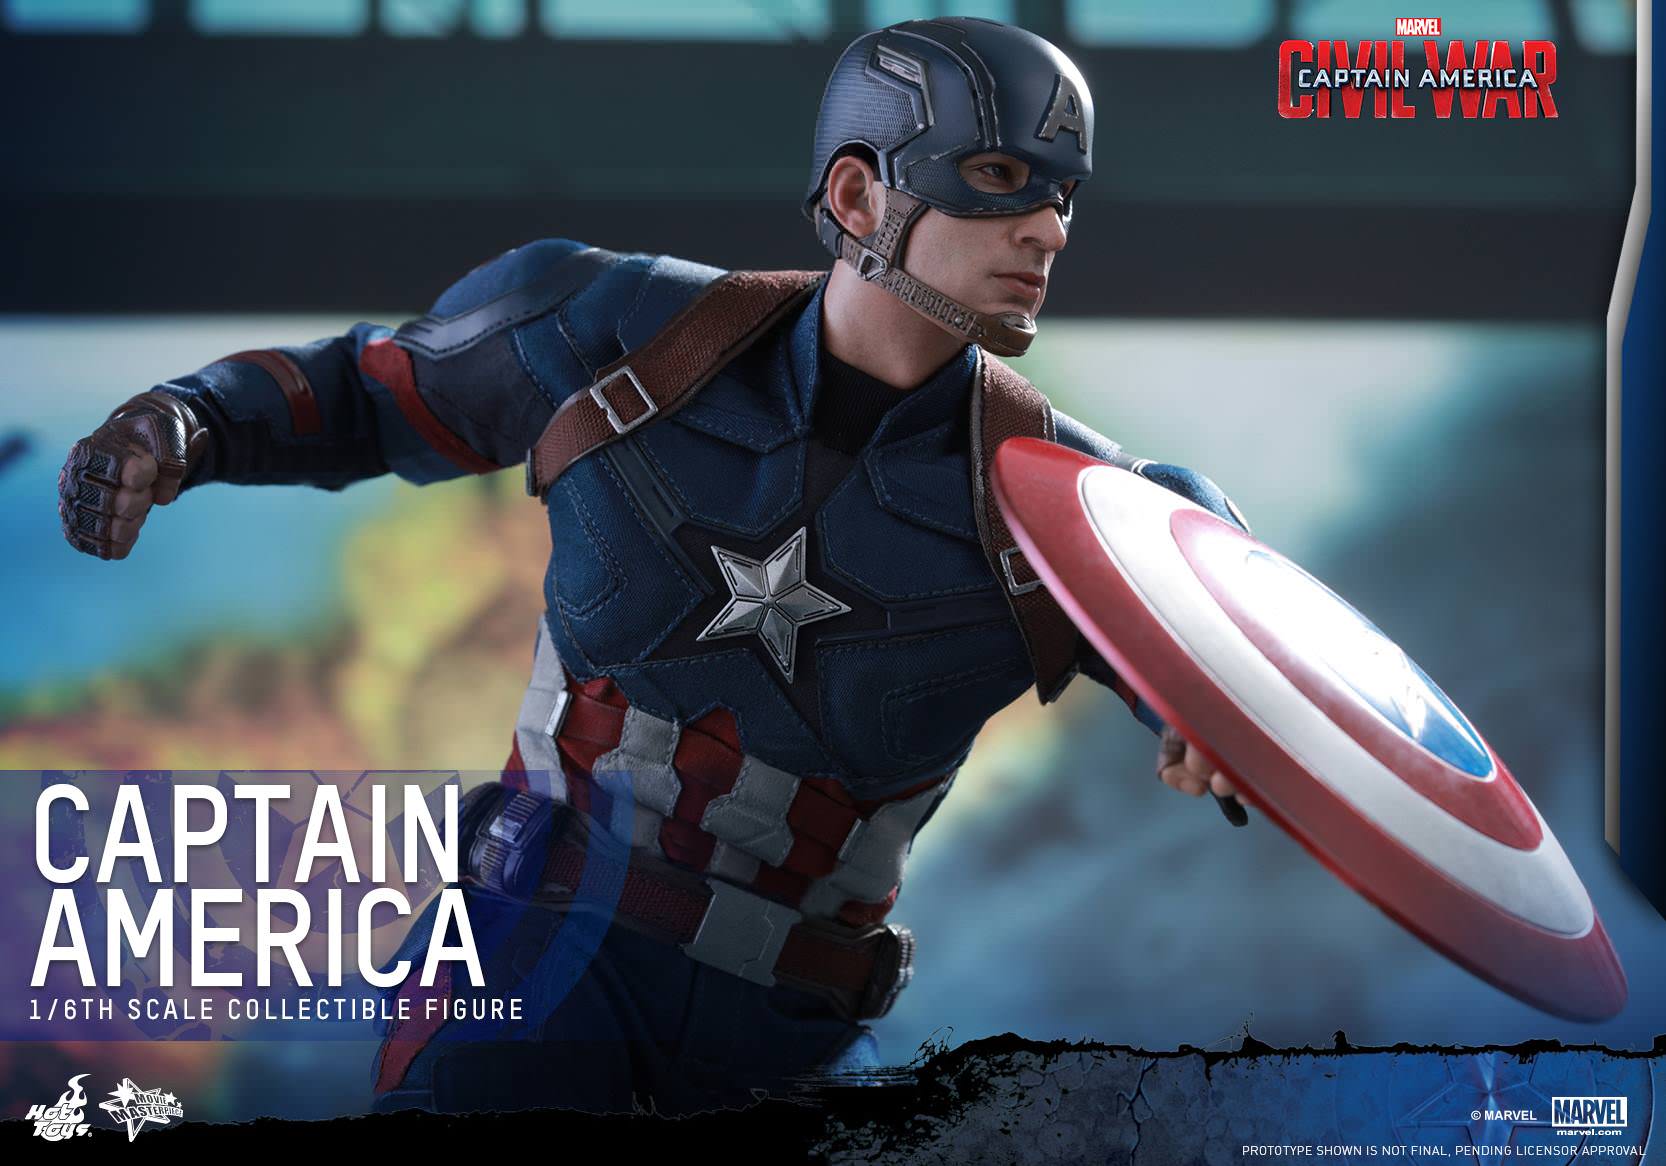 MARVEL
CIVIL WAR
CAPTAIN AMERICA
A
CAPTAIN
AMERICA
1/6TH SCALE COLLECTIBLE FIGURE
Hot
Toys.
MOVIE
MASTERPIECE
© MARVEL
MARVEL
marvel.com
PROTOTYPE SHOWN IS NOT FINAL, PENDING LICENSOR APPROVAL